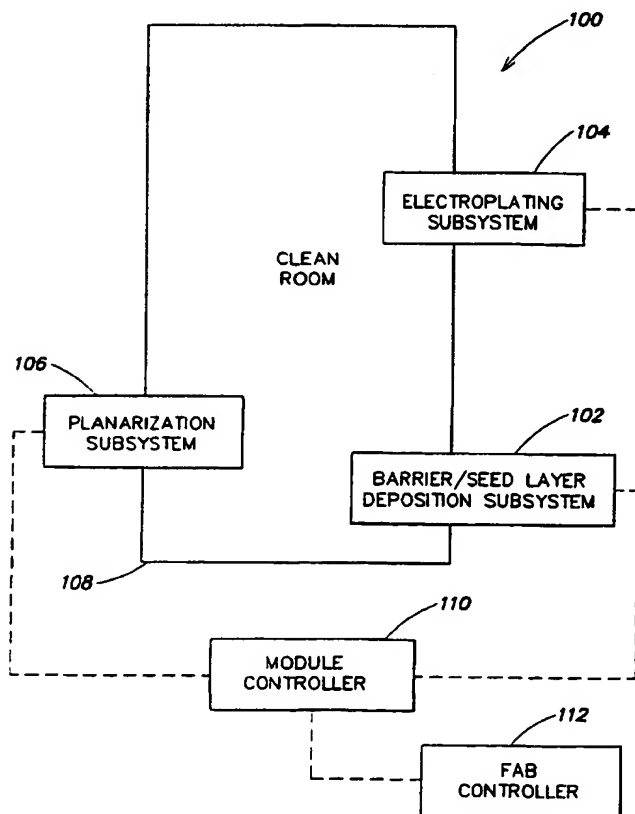 100
104
ELECTROPLATING
SUBSYSTEM
CLEAN
ROOM
106
PLANARIZATION
SUBSYSTEM
102
BARRIER/SEED LAYER
DEPOSITION SUBSYSTEM
108
110
MODULE
CONTROLLER
112
FAB
CONTROLLER